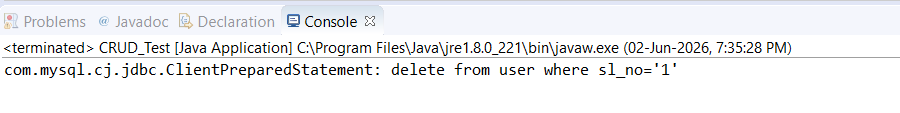 Problems @ Javadoc Declaration Console
<terminated> CRUD_Test [Java Application] C:\Program Files\Java\jre1.8.0_221\bin\javaw.exe (02-Jun-2026, 7:35:28 PM)
com.mysql.cj.jdbc.ClientPreparedStatement: delete from user where sl_no='1'